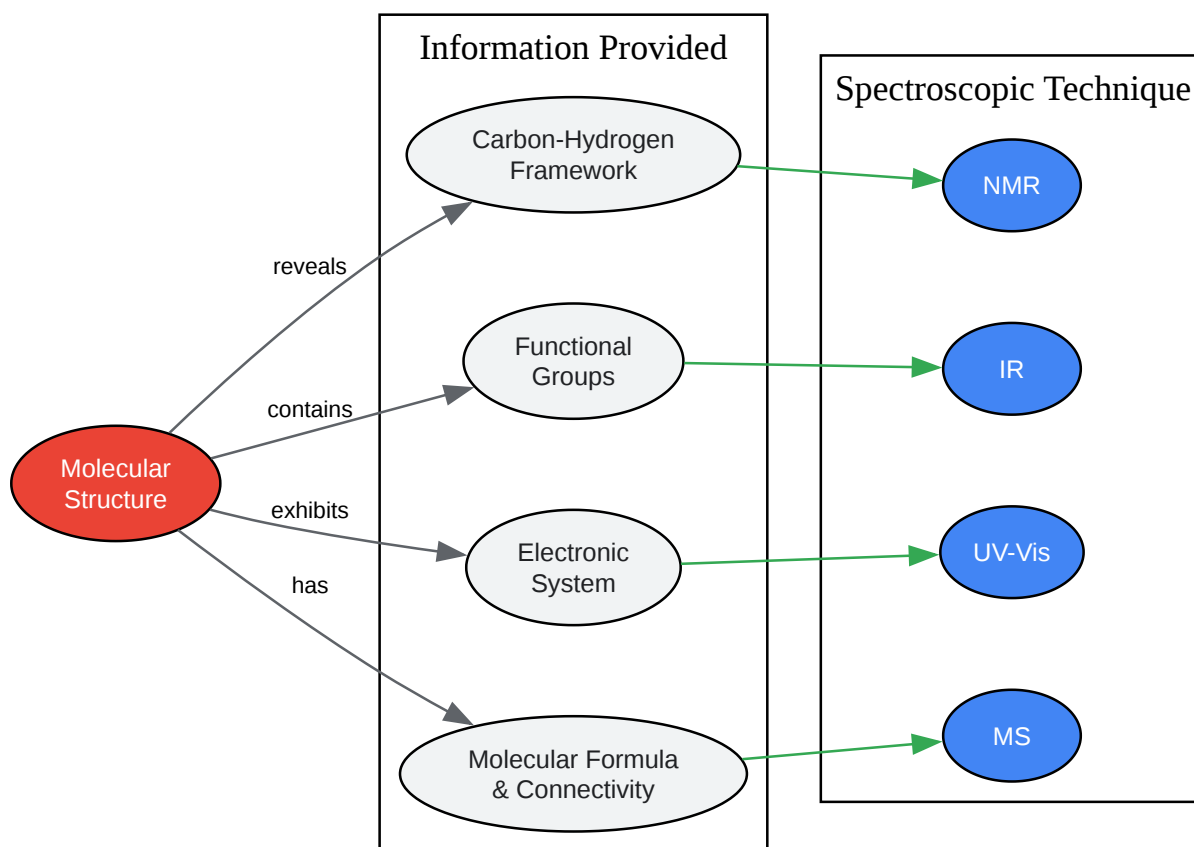 Information Provided
Spectroscopic Technique
Carbon-Hydrogen
Framework
NMR
reveals
Functional
Groups
IR
contains
Molecular
Structure
exhibits
Electronic
System
UV-Vis
has
Molecular Formula
& Connectivity
MS